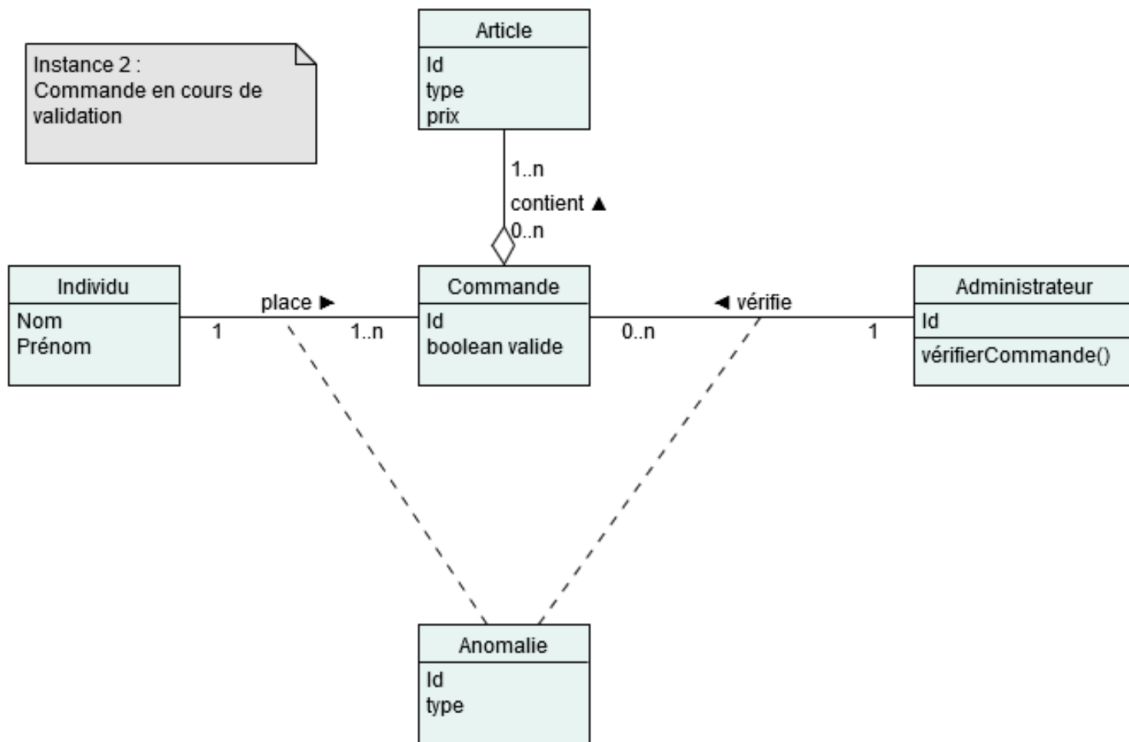 Article
Id
type
prix
Instance 2 :
Commande en cours de
validation
1..n
contient ▲
0..n
Individu
Nom
Prénom
place ►
1
1..n
Commande
Id
boolean valide
◄ vérifie
0..n
1
Administrateur
Id
vérifierCommande()
Anomalie
Id
type